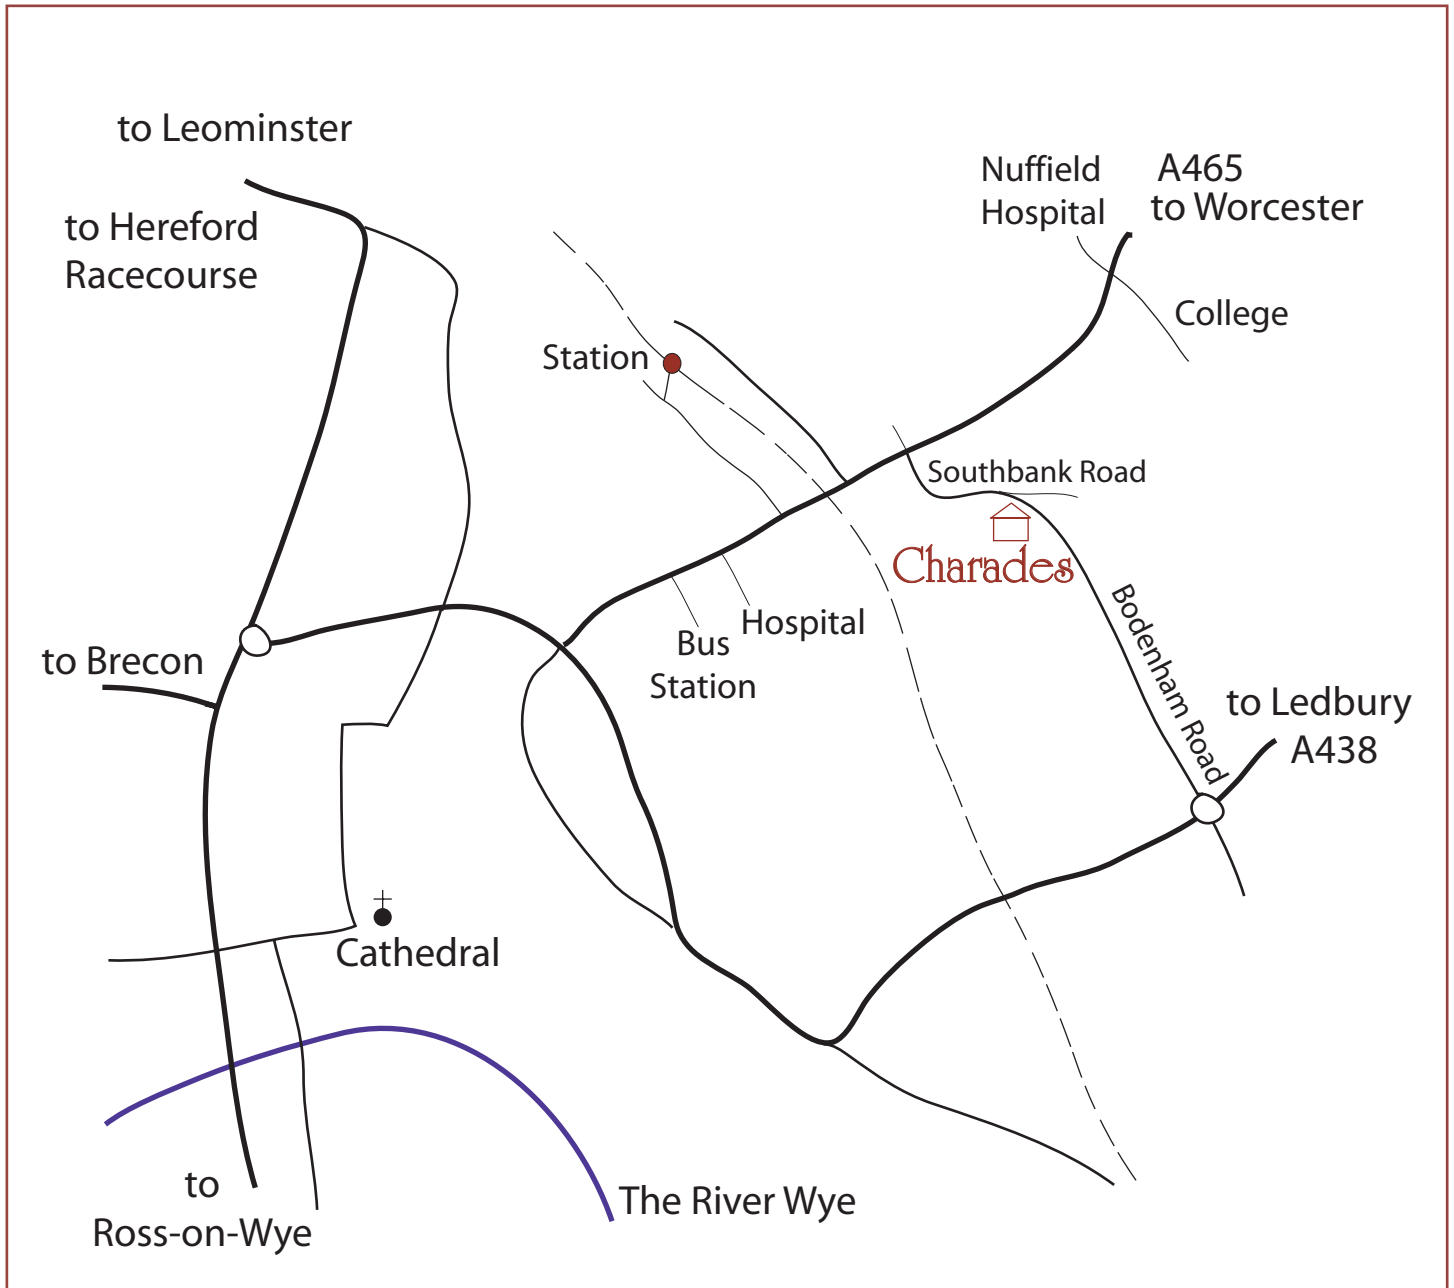 to Leominster
to Hereford
Racecourse
Nuffield
Hospital
A465
to Worcester
College
Station
Southbank Road
Charades
Bodenham Road
Hospital
Bus
Station
to Brecon
to Ledbury
A438
Cathedral
The River Wye
to
Ross-on-Wye